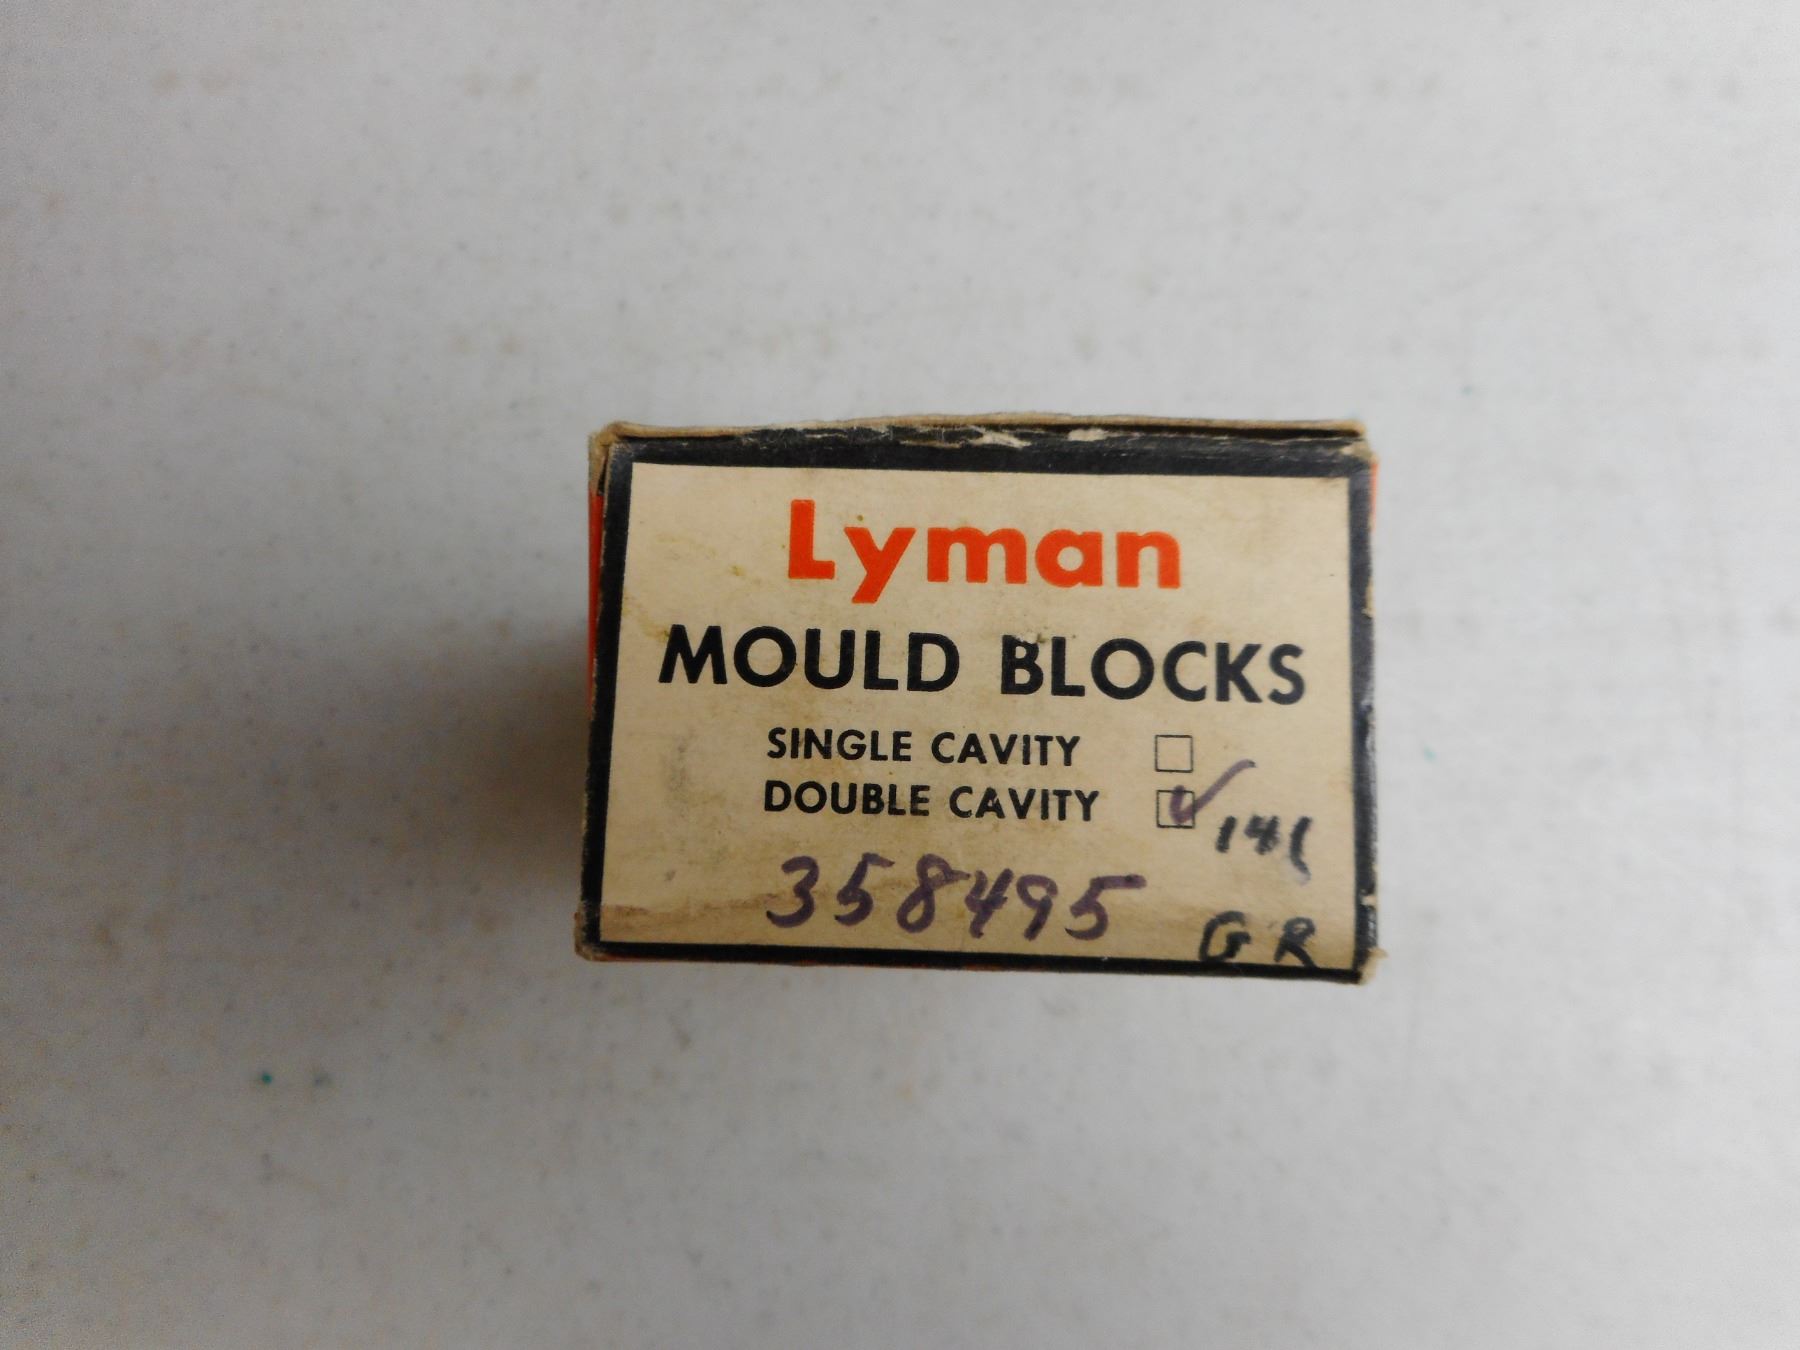 Lyman
MOULD BLOCKS
SINGLE CAVITY
DOUBLE CAVITY ✓
141
358495
GR